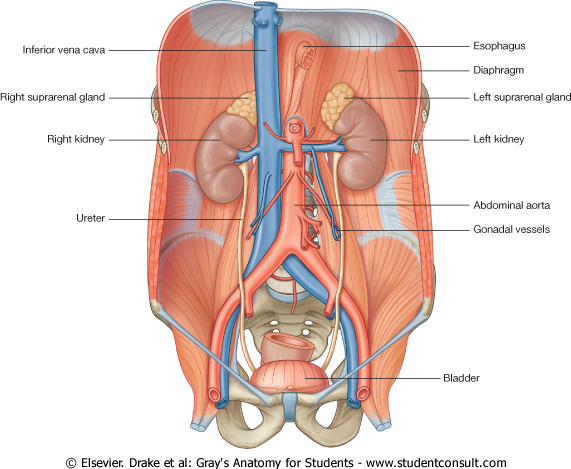 Inferior vena cava
Esophagus
Diaphragm
Right suprarenal gland
Left suprarenal gland
Right kidney
Left kidney
Abdominal aorta
Ureter
Gonadal vessels
Bladder
© Elsevier. Drake et al: Gray's Anatomy for Students - www.studentconsult.com